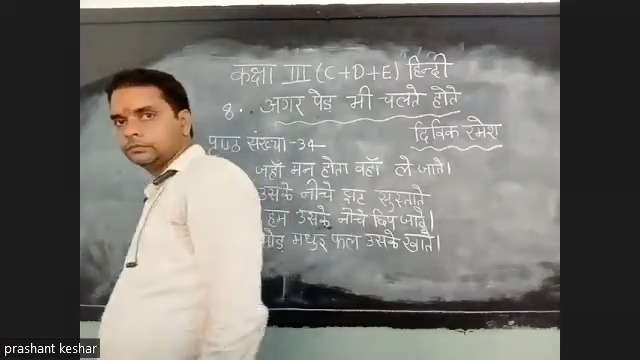 कक्षा III (C+D+E) हिन्दी
8. अगर पेड़ भी चलते होते
दिविक रमेश
पृष्ठ संख्या-34
जहाँ मन होता वहाँ ले जाते।
उसके नीचे झट सुस्ताते
हम उसके नीचे छिप जाते।
मधुर फल उसके खाते।
prashant keshar